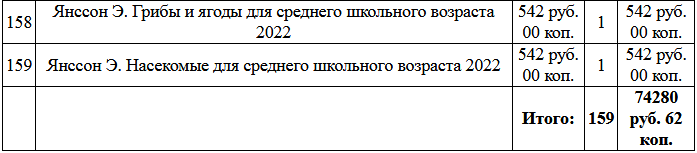 158 Янссон Э. Грибы и ягоды для среднего школьного возраста 2022 542 руб. 00 коп. 1 542 руб. 00 коп.
159 Янссон Э. Насекомые для среднего школьного возраста 2022 542 руб. 00 коп. 1 542 руб. 00 коп.
Итого: 159 74280 руб. 62 коп.